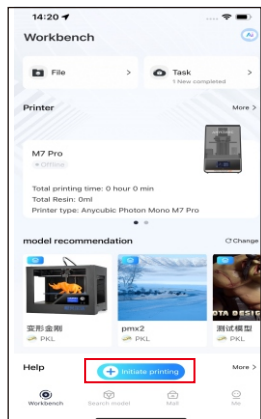 14:20
Workbench
Ai
File >
Task >
1 New completed
Printer More >
M7 Pro
Offline
Total printing time: 0 hour 0 min
Total Resin: 0ml
Printer type: Anycubic Photon Mono M7 Pro
model recommendation Change
变形金刚 pmx2 测试模型
PKL PKL PKL
Help Initiate printing More >
Workbench Search model Mall Me